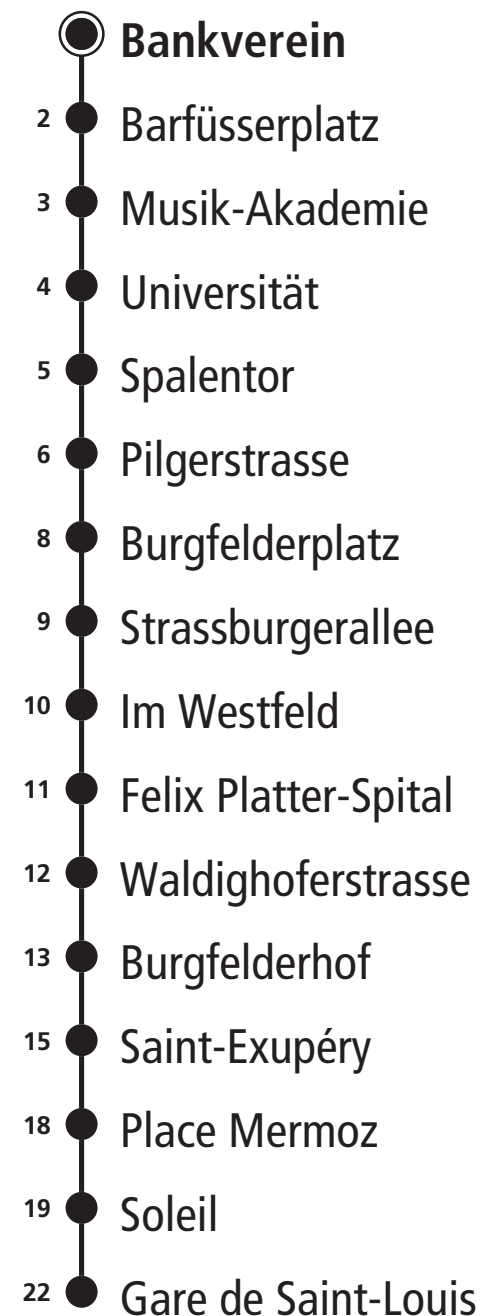 Bankverein
2 Barfüsserplatz
3 Musik-Akademie
4 Universität
5 Spalentor
6 Pilgerstrasse
8 Burgfelderplatz
9 Strassburgerallee
10 Im Westfeld
11 Felix Platter-Spital
12 Waldighoferstrasse
13 Burgfelderhof
15 Saint-Exupéry
18 Place Mermoz
19 Soleil
22 Gare de Saint-Louis